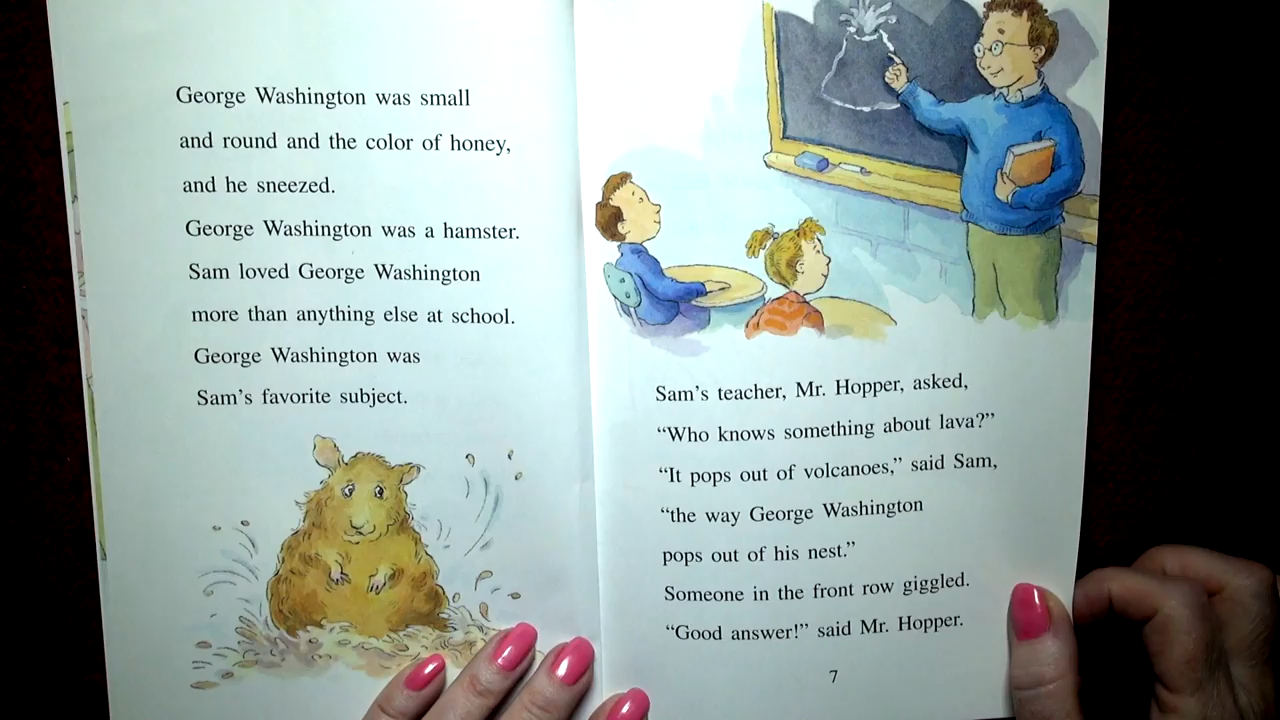 George Washington was small
and round and the color of honey,
and he sneezed.
George Washington was a hamster.
Sam loved George Washington
more than anything else at school.
George Washington was
Sam's favorite subject.
Sam's teacher, Mr. Hopper, asked,
“Who knows something about lava?”
“It pops out of volcanoes,” said Sam,
“the way George Washington
pops out of his nest.”
Someone in the front row giggled.
“Good answer!” said Mr. Hopper.
7